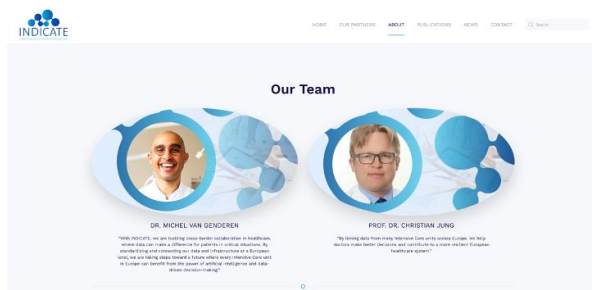 INDICATE
HOME OUR PARTNERS ABOUT PUBLICATIONS NEWS CONTACT Search
Our Team
DR. MICHEL VAN GENDEREN
PROF. DR. CHRISTIAN JUNG
"With INDICATE, we are building cross-border collaboration in healthcare,
where data can make a difference for patients in critical situations. By
standardizing and connecting our data and infrastructure at a European
level, we are taking steps toward a future where every Intensive Care unit
in Europe can benefit from the power of artificial intelligence and data-
driven decision-making."
"By linking data from many Intensive Care units across Europe, we help
doctors make better decisions and contribute to a more resilient European
healthcare system."